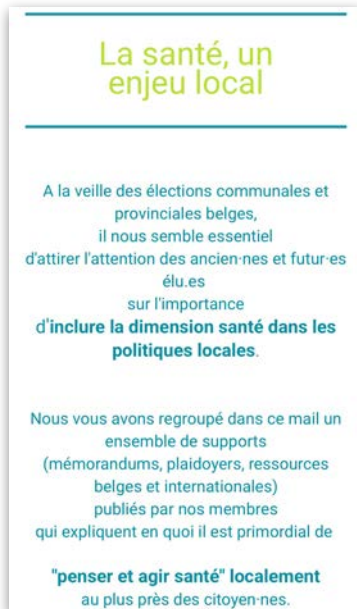 La santé, un
enjeu local
A la veille des élections communales et
provinciales belges,
il nous semble essentiel
d'attirer l'attention des ancien·nes et futur·es
élu.es
sur l'importance
d'inclure la dimension santé dans les
politiques locales.
Nous vous avons regroupé dans ce mail un
ensemble de supports
(mémorandums, plaidoyers, ressources
belges et internationales)
publiés par nos membres
qui expliquent en quoi il est primordial de
"penser et agir santé" localement
au plus près des citoyen·nes.